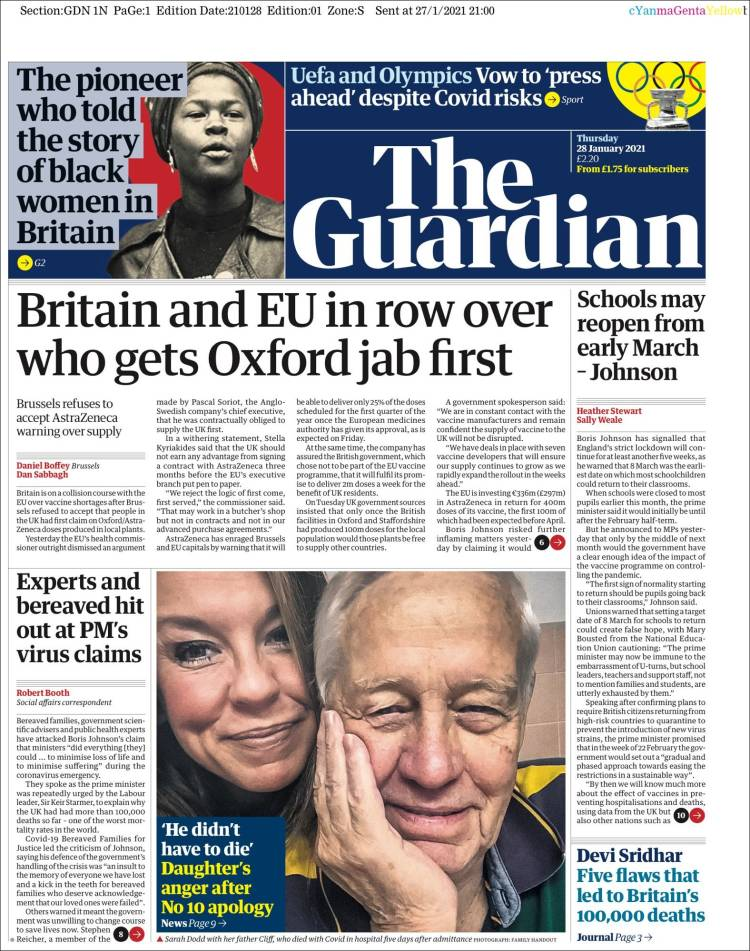 Section:GDN 1N PaGe:1 Edition Date:210128 Edition:01 Zone:S Sent at 27/1/2021 21:00
cYanmaGentaYellow
The pioneer
who told
the story
of black
women in
Britain
G2
Uefa and Olympics Vow to ‘press
ahead’ despite Covid risks Sport
Thursday
28 January 2021
£2.20
From £1.75 for subscribers
The
Guardian
Britain and EU in row over
who gets Oxford jab first
Brussels refuses to
accept AstraZeneca
warning over supply
Daniel Boffey Brussels
Dan Sabbagh
Britain is on a collision course with the
EU over vaccine shortages after Brus-
sels refused to accept that people in
the UK had first claim on Oxford/Astra-
Zeneca doses produced in local plants.
Yesterday the EU’s health commis-
sioner outright dismissed an argument
made by Pascal Soriot, the Anglo-
Swedish company’s chief executive,
that he was contractually obliged to
supply the UK first.
In a withering statement, Stella
Kyriakides said that the UK should
not earn any advantage from signing
a contract with AstraZeneca three
months before the EU’s executive
branch put pen to paper.
“We reject the logic of first come,
first served,” the commissioner said.
“That may work in a butcher’s shop
but not in contracts and not in our
advanced purchase agreements.”
AstraZeneca has enraged Brussels
and EU capitals by warning that it will
be able to deliver only 25% of the doses
scheduled for the first quarter of the
year once the European medicines
authority has given its approval, as is
expected on Friday.
At the same time, the company has
assured the British government, which
chose not to be part of the EU vaccine
programme, that it will fulfil its prom-
ise to deliver 2m doses a week for the
benefit of UK residents.
On Tuesday UK government sources
insisted that only once the British
facilities in Oxford and Staffordshire
had produced 100m doses for the local
population would those plants be free
to supply other countries.
A government spokesperson said:
“We are in constant contact with the
vaccine manufacturers and remain
confident the supply of vaccine to the
UK will not be disrupted.
“We have deals in place with seven
vaccine developers that will ensure
our supply continues to grow as we
rapidly expand the rollout in the weeks
ahead.”
The EU is investing €336m (£297m)
in AstraZeneca in return for 400m
doses of its vaccine, the first 100m of
which had been expected before April.
Boris Johnson risked further
inflaming matters yester-
day by claiming it would 6
Schools may
reopen from
early March
– Johnson
Heather Stewart
Sally Weale
Boris Johnson has signalled that
England’s strict lockdown will con-
tinue for at least another five weeks, as
he warned that 8 March was the earli-
est date on which most schoolchildren
could return to their classrooms.
When schools were closed to most
pupils earlier this month, the prime
minister said it would initially be until
after the February half-term.
But he announced to MPs yester-
day that only by the middle of next
month would the government have
a clear enough idea of the impact of
the vaccine programme on control-
ling the pandemic.
“The first sign of normality starting
to return should be pupils going back
to their classrooms,” Johnson said.
Unions warned that setting a target
date of 8 March for schools to return
could create false hope, with Mary
Bousted from the National Educa-
tion Union cautioning: “The prime
minister may now be immune to the
embarrassment of U-turns, but school
leaders, teachers and support staff, not
to mention families and students, are
utterly exhausted by them.”
Speaking after confirming plans to
require British citizens returning from
high-risk countries to quarantine to
prevent the introduction of new virus
strains, the prime minister promised
that in the week of 22 February the gov-
ernment would set out a “gradual and
phased approach towards easing the
restrictions in a sustainable way”.
“By then we will know much more
about the effect of vaccines in pre-
venting hospitalisations and deaths,
using data from the UK but
also other nations such as 10
Experts and
bereaved hit
out at PM’s
virus claims
Robert Booth
Social affairs correspondent
Bereaved families, government scien-
tific advisers and public health experts
have attacked Boris Johnson’s claim
that ministers “did everything [they]
could ... to minimise loss of life and
to minimise suffering” during the
coronavirus emergency.
They spoke as the prime minister
was repeatedly urged by the Labour
leader, Sir Keir Starmer, to explain why
the UK had had more than 100,000
deaths so far – one of the worst mor-
tality rates in the world.
Covid-19 Bereaved Families for
Justice led the criticism of Johnson,
saying his defence of the government’s
handling of the crisis was “an insult to
the memory of everyone we have lost
and a kick in the teeth for bereaved
families who deserve acknowledge-
ment that our loved ones were failed”.
Others warned it meant the govern-
ment was unwilling to change course
to save lives now. Stephen
Reicher, a member of the 8
‘He didn’t
have to die’
Daughter’s
anger after
No 10 apology
News Page 9
Sarah Dodd with her father Cliff, who died with Covid in hospital five days after admittance PHOTOGRAPH: FAMILY HANDOUT
Devi Sridhar
Five flaws that
led to Britain’s
100,000 deaths
Journal Page 3